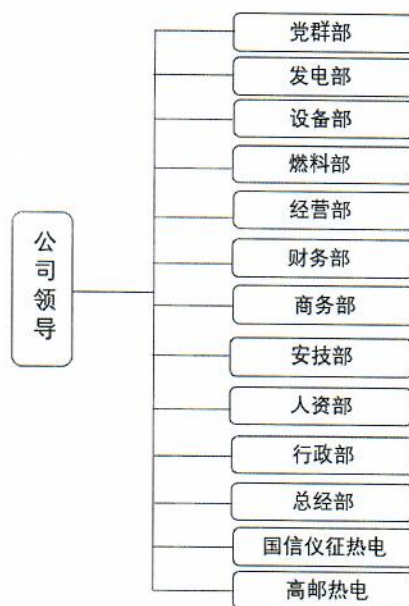 公司领导
党群部
发电部
设备部
燃料部
经营部
财务部
商务部
安技部
人资部
行政部
总经部
国信仪征热电
高邮热电